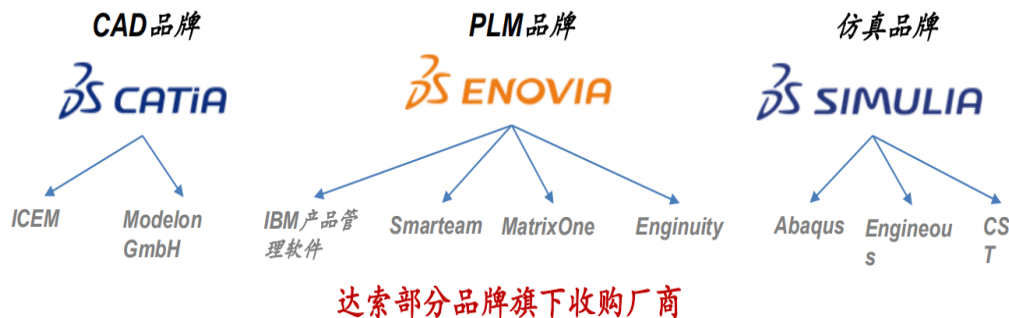 CAD品牌
PLM品牌
仿真品牌
3DS CATIA
3DS ENOVIA
3DS SIMULIA
ICEM
Modelon
GmbH
IBM产品管
理软件
Smarteam
MatrixOne
Enginuity
Abaqus
Engineou
s
CS
T
达索部分品牌旗下收购厂商